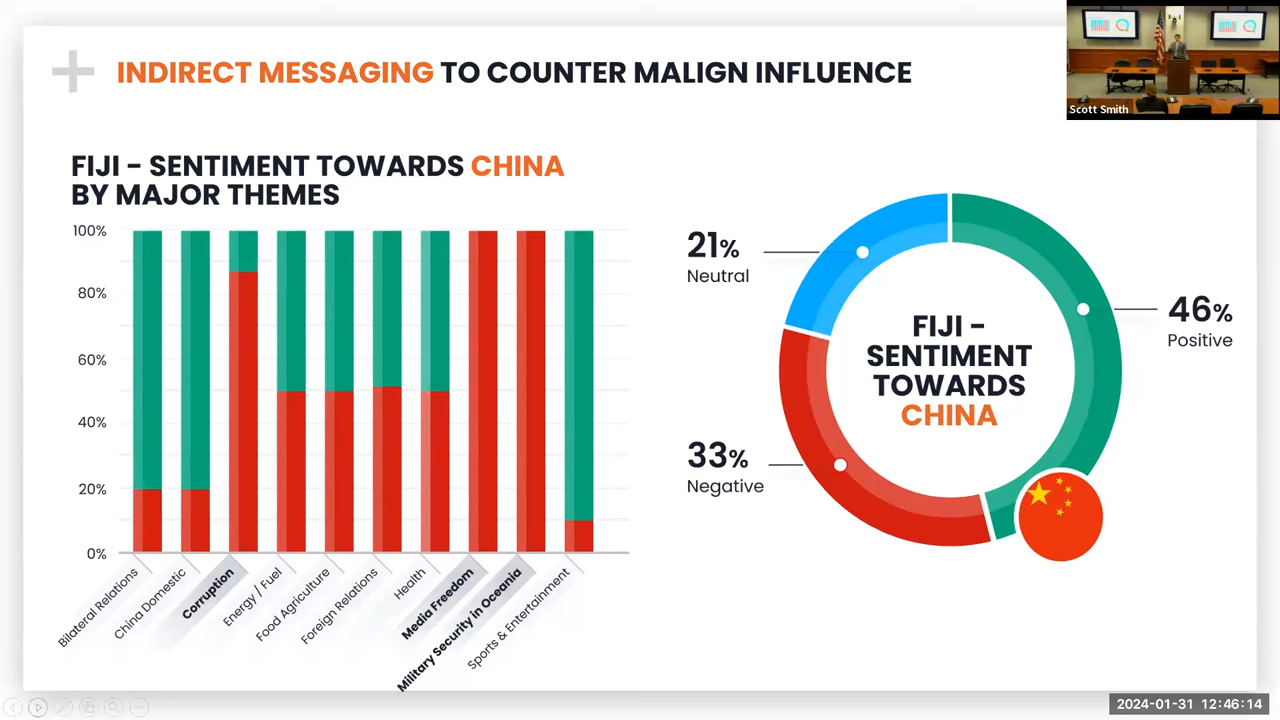 INDIRECT MESSAGING TO COUNTER MALIGN INFLUENCE
Scott Smith
FIJI – SENTIMENT TOWARDS CHINA
BY MAJOR THEMES
100%
80%
60%
40%
20%
0%
Bilateral Relations
China Domestic
Corruption
Energy / Fuel
Food Agriculture
Foreign Relations
Health
Media Freedom
Military Security in Oceania
Sports & Entertainment
21%
Neutral
46%
Positive
33%
Negative
FIJI –
SENTIMENT
TOWARDS
CHINA
2024-01-31 12:46:14